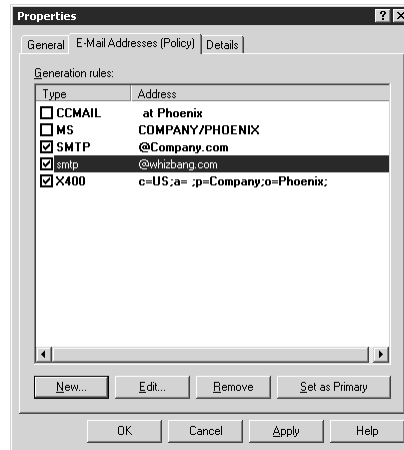 Properties
General E-Mail Addresses (Policy) Details
Generation rules:
Type Address
CCMAIL at Phoenix
MS COMPANY/PHOENIX
SMTP @Company.com
smtp @whizbang.com
X400 c=US;a= ;p=Company;o=Phoenix;
New... Edit... Remove Set as Primary
OK Cancel Apply Help